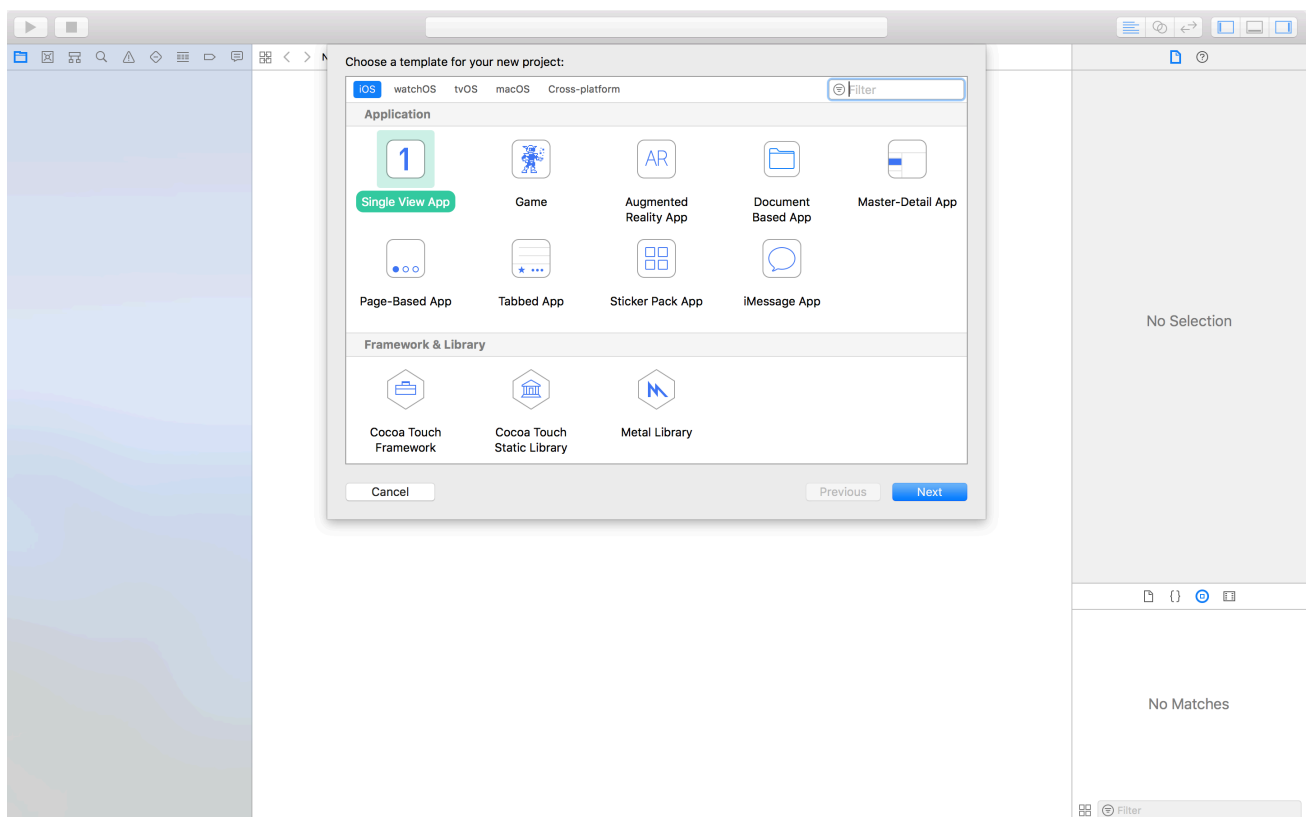 Choose a template for your new project:
iOS watchOS tvOS macOS Cross-platform Filter
Application
1 AR
Single View App Game Augmented Reality App Document Based App Master-Detail App
Page-Based App Tabbed App Sticker Pack App iMessage App
Framework & Library
Cocoa Touch Framework Cocoa Touch Static Library Metal Library
Cancel Previous Next
No Selection
No Matches
Filter